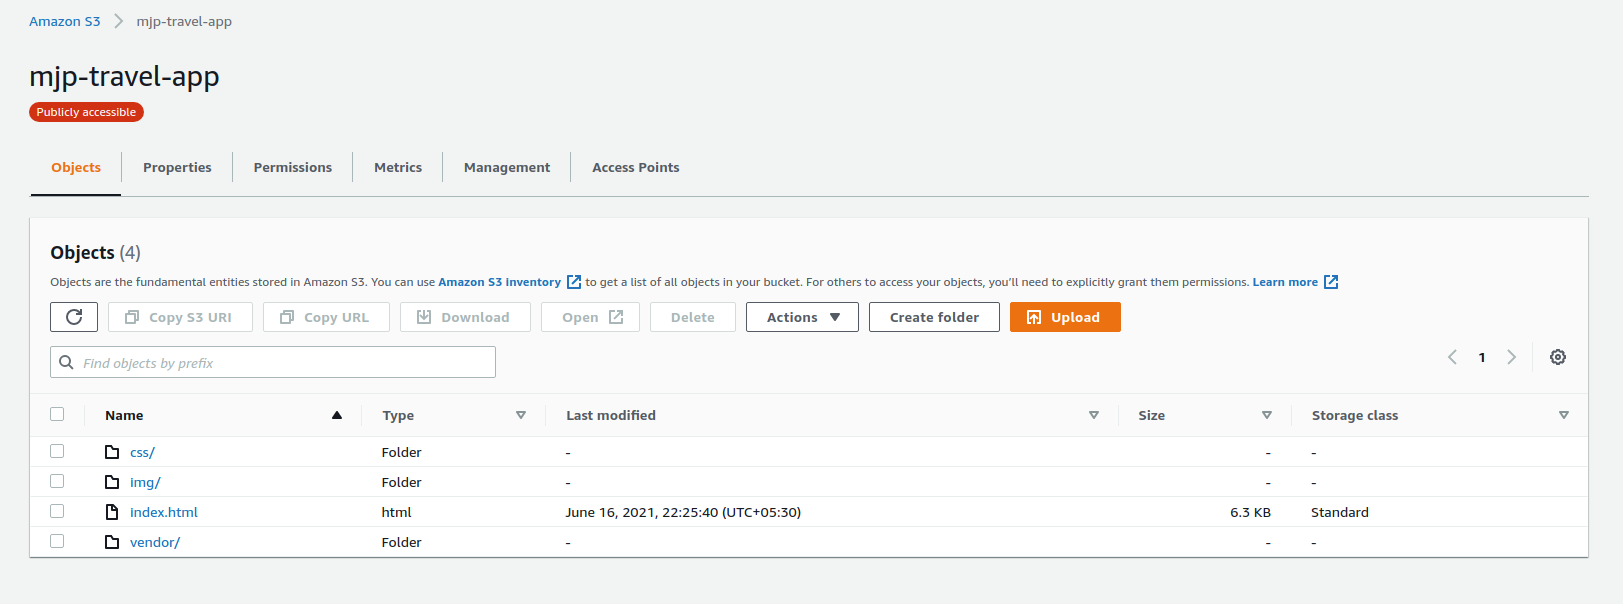 Amazon S3 > mjp-travel-app
mjp-travel-app
Publicly accessible
Objects Properties Permissions Metrics Management Access Points
Objects (4)
Objects are the fundamental entities stored in Amazon S3. You can use Amazon S3 inventory to get a list of all objects in your bucket. For others to access your objects, you'll need to explicitly grant them permissions. Learn more
Copy S3 URI Copy URL Download Open Delete Actions Create folder Upload
Find objects by prefix
1
Name Type Last modified Size Storage class
css/ Folder - - -
img/ Folder - - -
index.html html June 16, 2021, 22:25:40 (UTC+05:30) 6.3 KB Standard
vendor/ Folder - - -